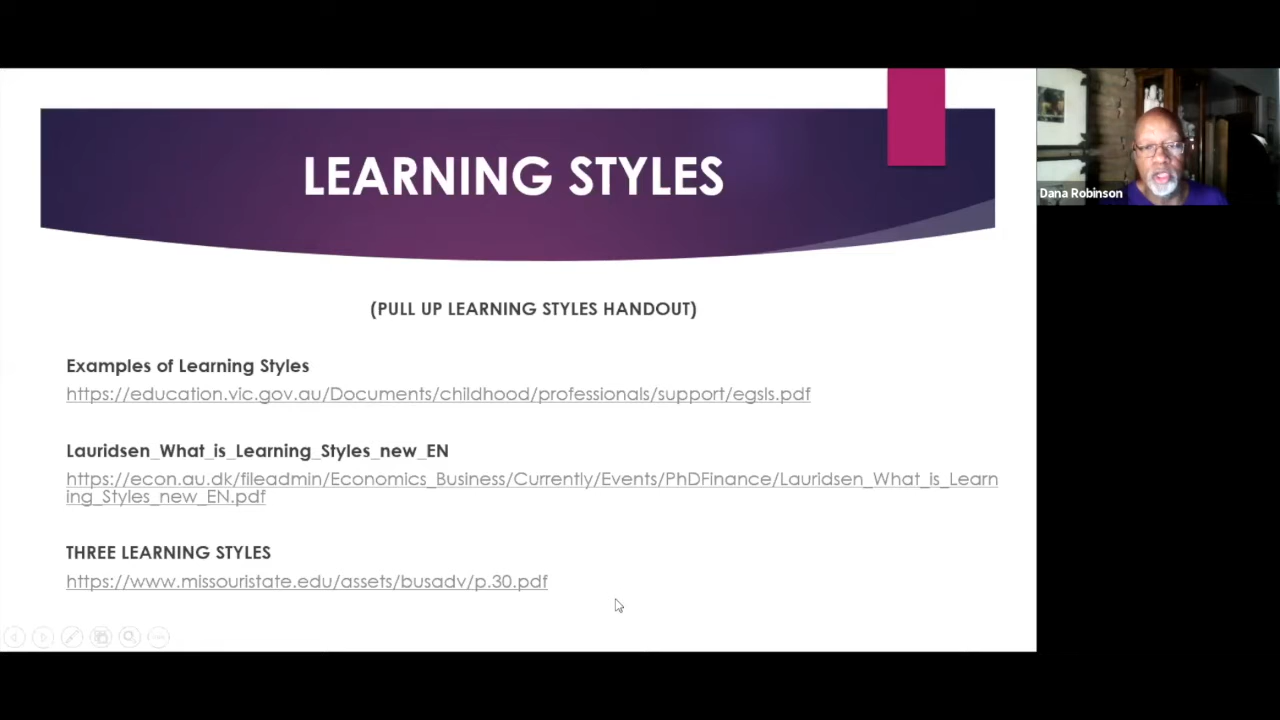 LEARNING STYLES
(PULL UP LEARNING STYLES HANDOUT)
Examples of Learning Styles
https://education.vic.gov.au/Documents/childhood/professionals/support/egsls.pdf
Lauridsen_What_is_Learning_Styles_new_EN
https://econ.au.dk/fileadmin/Economics_Business/Currently/Events/PhDFinance/Lauridsen_What_is_Learn
ing_Styles_new_EN.pdf
THREE LEARNING STYLES
https://www.missouristate.edu/assets/busadv/p.30.pdf
Dana Robinson